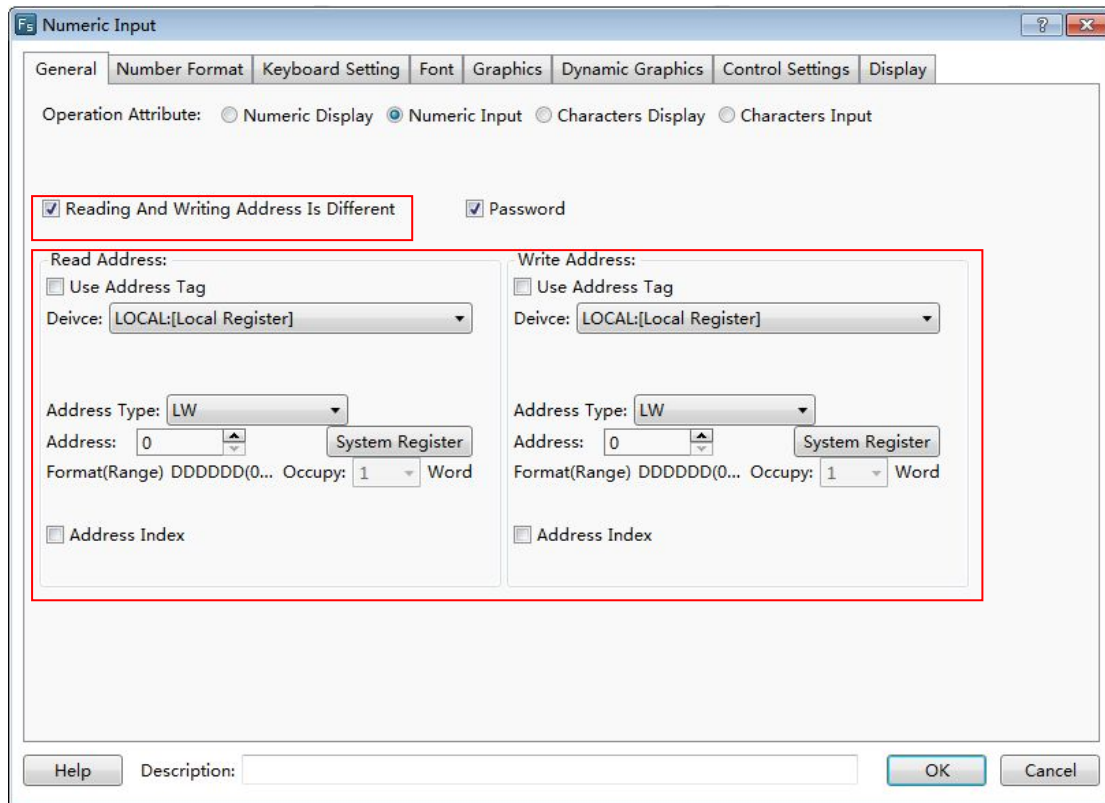 Fs Numeric Input
General Number Format Keyboard Setting Font Graphics Dynamic Graphics Control Settings Display
Operation Attribute: Numeric Display Numeric Input Characters Display Characters Input
Reading And Writing Address Is Different Password
Read Address: Write Address:
Use Address Tag Use Address Tag
Deivce: LOCAL:[Local Register] Deivce: LOCAL:[Local Register]
Address Type: LW Address Type: LW
Address: 0 System Register Address: 0 System Register
Format(Range) DDDDDD(0... Occupy: 1 Word Format(Range) DDDDDD(0... Occupy: 1 Word
Address Index Address Index
Help Description: OK Cancel